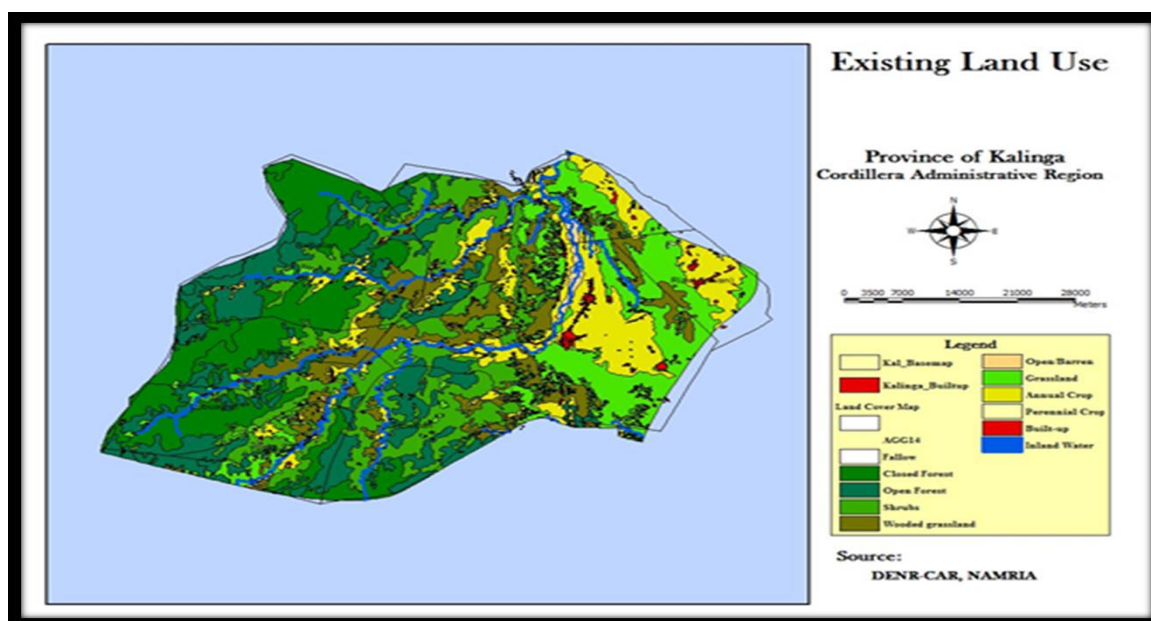 Existing Land Use
Province of Kalinga
Cordillera Administrative Region
N
W
E
S
0 3500 7000 14000 21000 28000
Meters
Legend
Kal_Basemap
Kalinga_Builtup
Land Cover Map
AGG14
Fallow
Closed Forest
Open Forest
Shrubs
Wooded grassland
Open/Barren
Grassland
Annual Crop
Perennial Crop
Built-up
Inland Water
Source:
DENR-CAR, NAMRIA